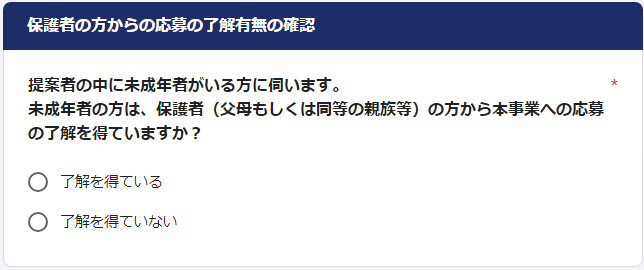 保護者の方からの応募の了解有無の確認
提案者の中に未成年者がいる方に伺います。 *
未成年者の方は、保護者（父母もしくは同等の親族等）の方から本事業への応募
の了解を得ていますか？
了解を得ている
了解を得ていない